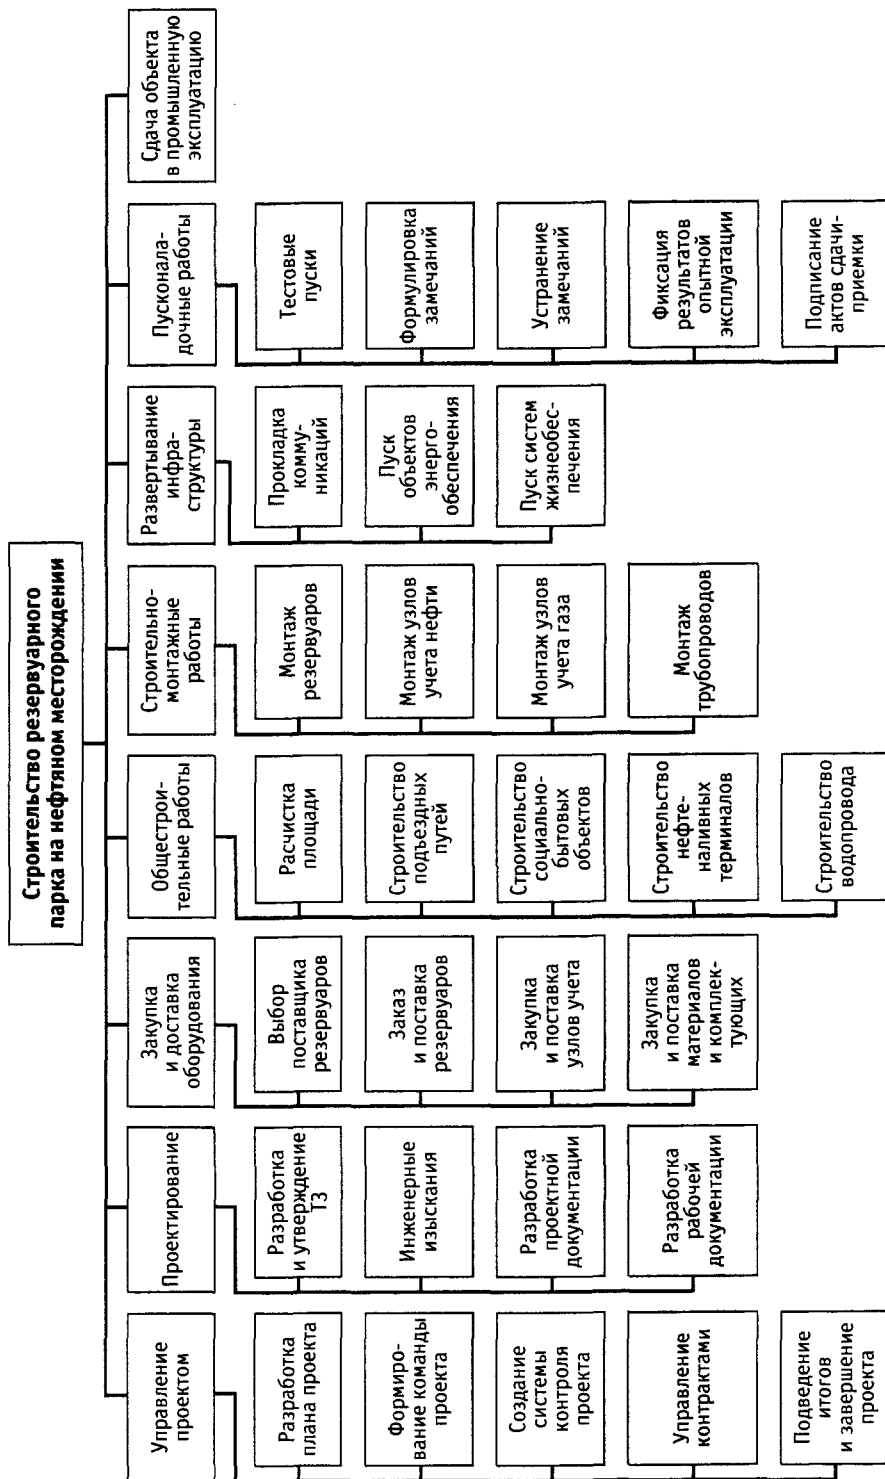 Строительство резервуарного
парка на нефтяном месторождении
Управление
проектом
Разработка
плана проекта
Формиро-
вание команды
проекта
Создание
системы
контроля
проекта
Управление
контрактами
Подведение
итогов
и завершение
проекта
Проектирование
Разработка
и утверждение
ТЗ
Инженерные
изыскания
Разработка
проектной
документации
Разработка
рабочей
документации
Закупка
и доставка
оборудования
Выбор
поставщика
резервуаров
Заказ
и поставка
резервуаров
Закупка
и поставка
узлов учета
Закупка
и поставка
материалов
и комплек-
тующих
Общестрои-
тельные работы
Расчистка
площади
Строительство
подъездных
путей
Строительство
социально-
бытовых
объектов
Строительство
нефте-
наливных
терминалов
Строительство
водопровода
Строительно-
монтажные
работы
Монтаж
резервуаров
Монтаж узлов
учета нефти
Монтаж узлов
учета газа
Монтаж
трубопроводов
Развертывание
инфра-
структуры
Прокладка
комму-
никаций
Пуск
объектов
энерго-
обеспечения
Пуск систем
жизнеобес-
печения
Пусконала-
дочные работы
Тестовые
пуски
Формулировка
замечаний
Устранение
замечаний
Фиксация
результатов
опытной
эксплуатации
Подписание
актов сдачи-
приемки
Сдача объекта
в промышленную
эксплуатацию